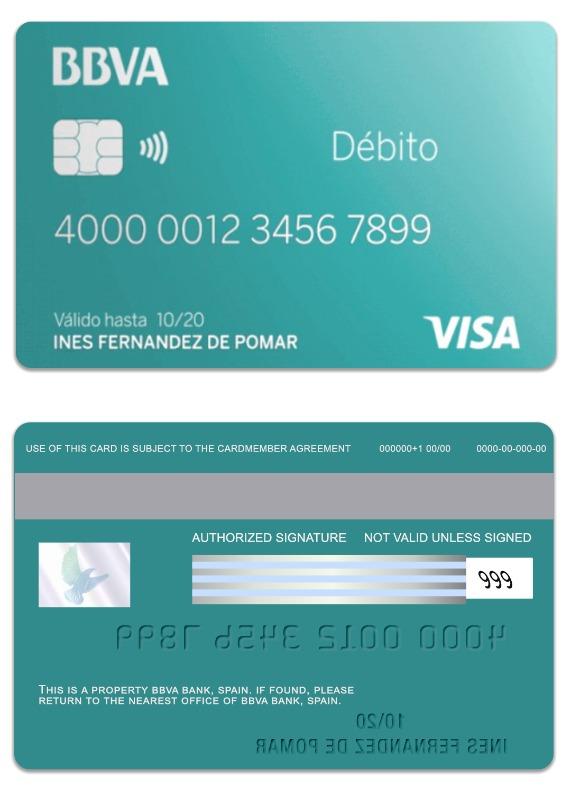 BBVA
Débito
4000 0012 3456 7899
Válido hasta 10/20
INES FERNANDEZ DE POMAR
VISA
USE OF THIS CARD IS SUBJECT TO THE CARDMEMBER AGREEMENT 000000+1 00/00 0000-00-000-00
AUTHORIZED SIGNATURE NOT VALID UNLESS SIGNED
999
4000 0012 3456 7899
THIS IS A PROPERTY BBVA BANK, SPAIN. IF FOUND, PLEASE
RETURN TO THE NEAREST OFFICE OF BBVA BANK, SPAIN.
10/20
INES FERNANDEZ DE POMAR